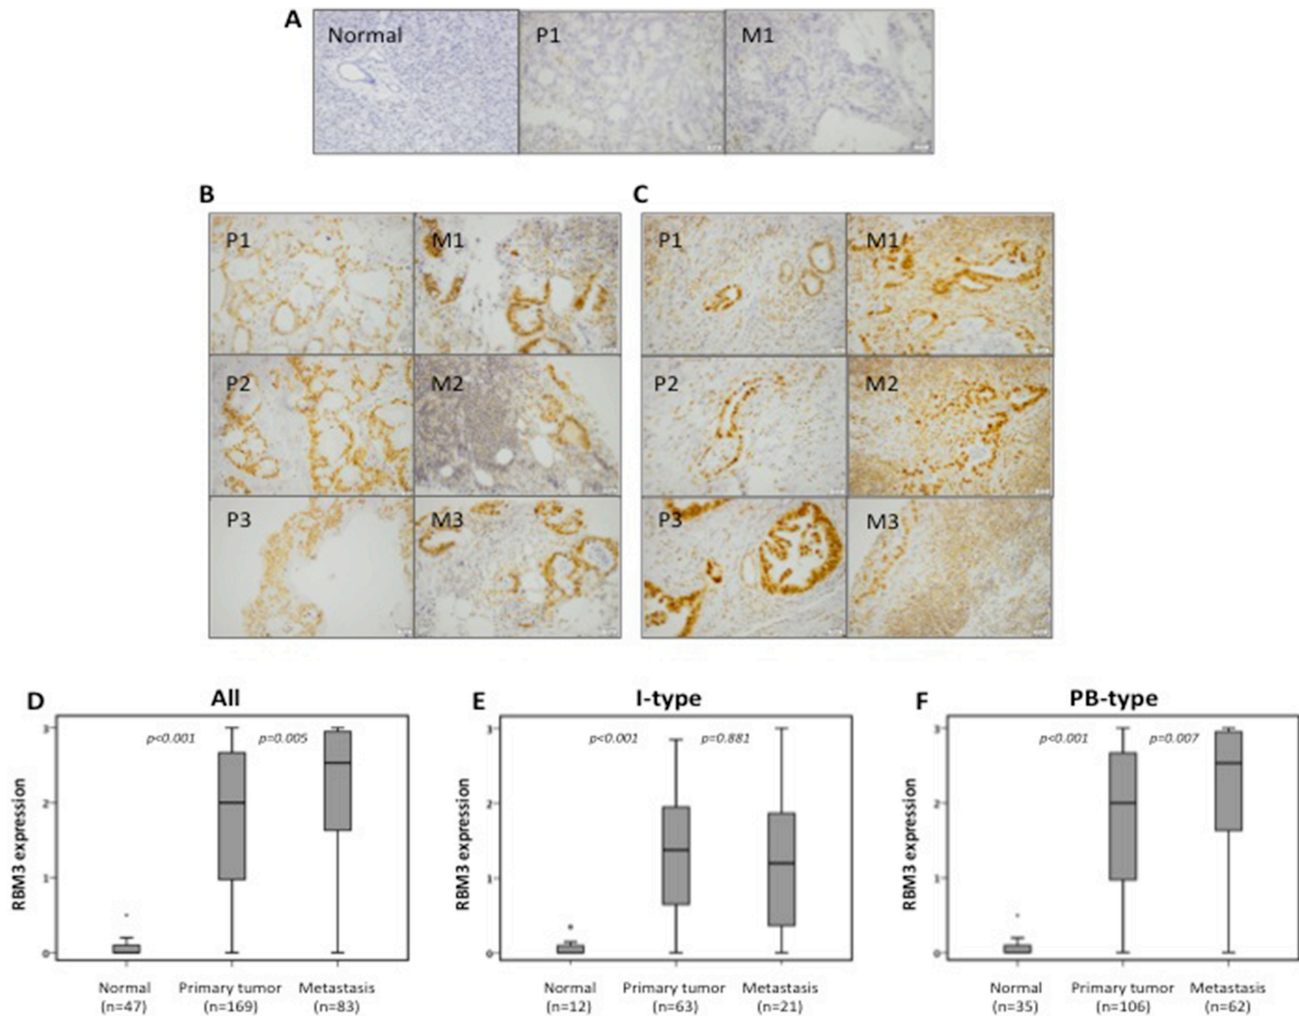 A
Normal
P1
M1
B
C
P1
M1
P1
M1
P2
M2
P2
M2
P3
M3
P3
M3
D
All
RBM3 expression
3
2
1
0
p<0.001
p=0.005
Normal
(n=47)
Primary tumor
(n=169)
Metastasis
(n=83)
E
I-type
RBM3 expression
3
2
1
0
p<0.001
p=0.881
Normal
(n=12)
Primary tumor
(n=63)
Metastasis
(n=21)
F
PB-type
RBM3 expression
3
2
1
0
p<0.001
p=0.007
Normal
(n=35)
Primary tumor
(n=106)
Metastasis
(n=62)